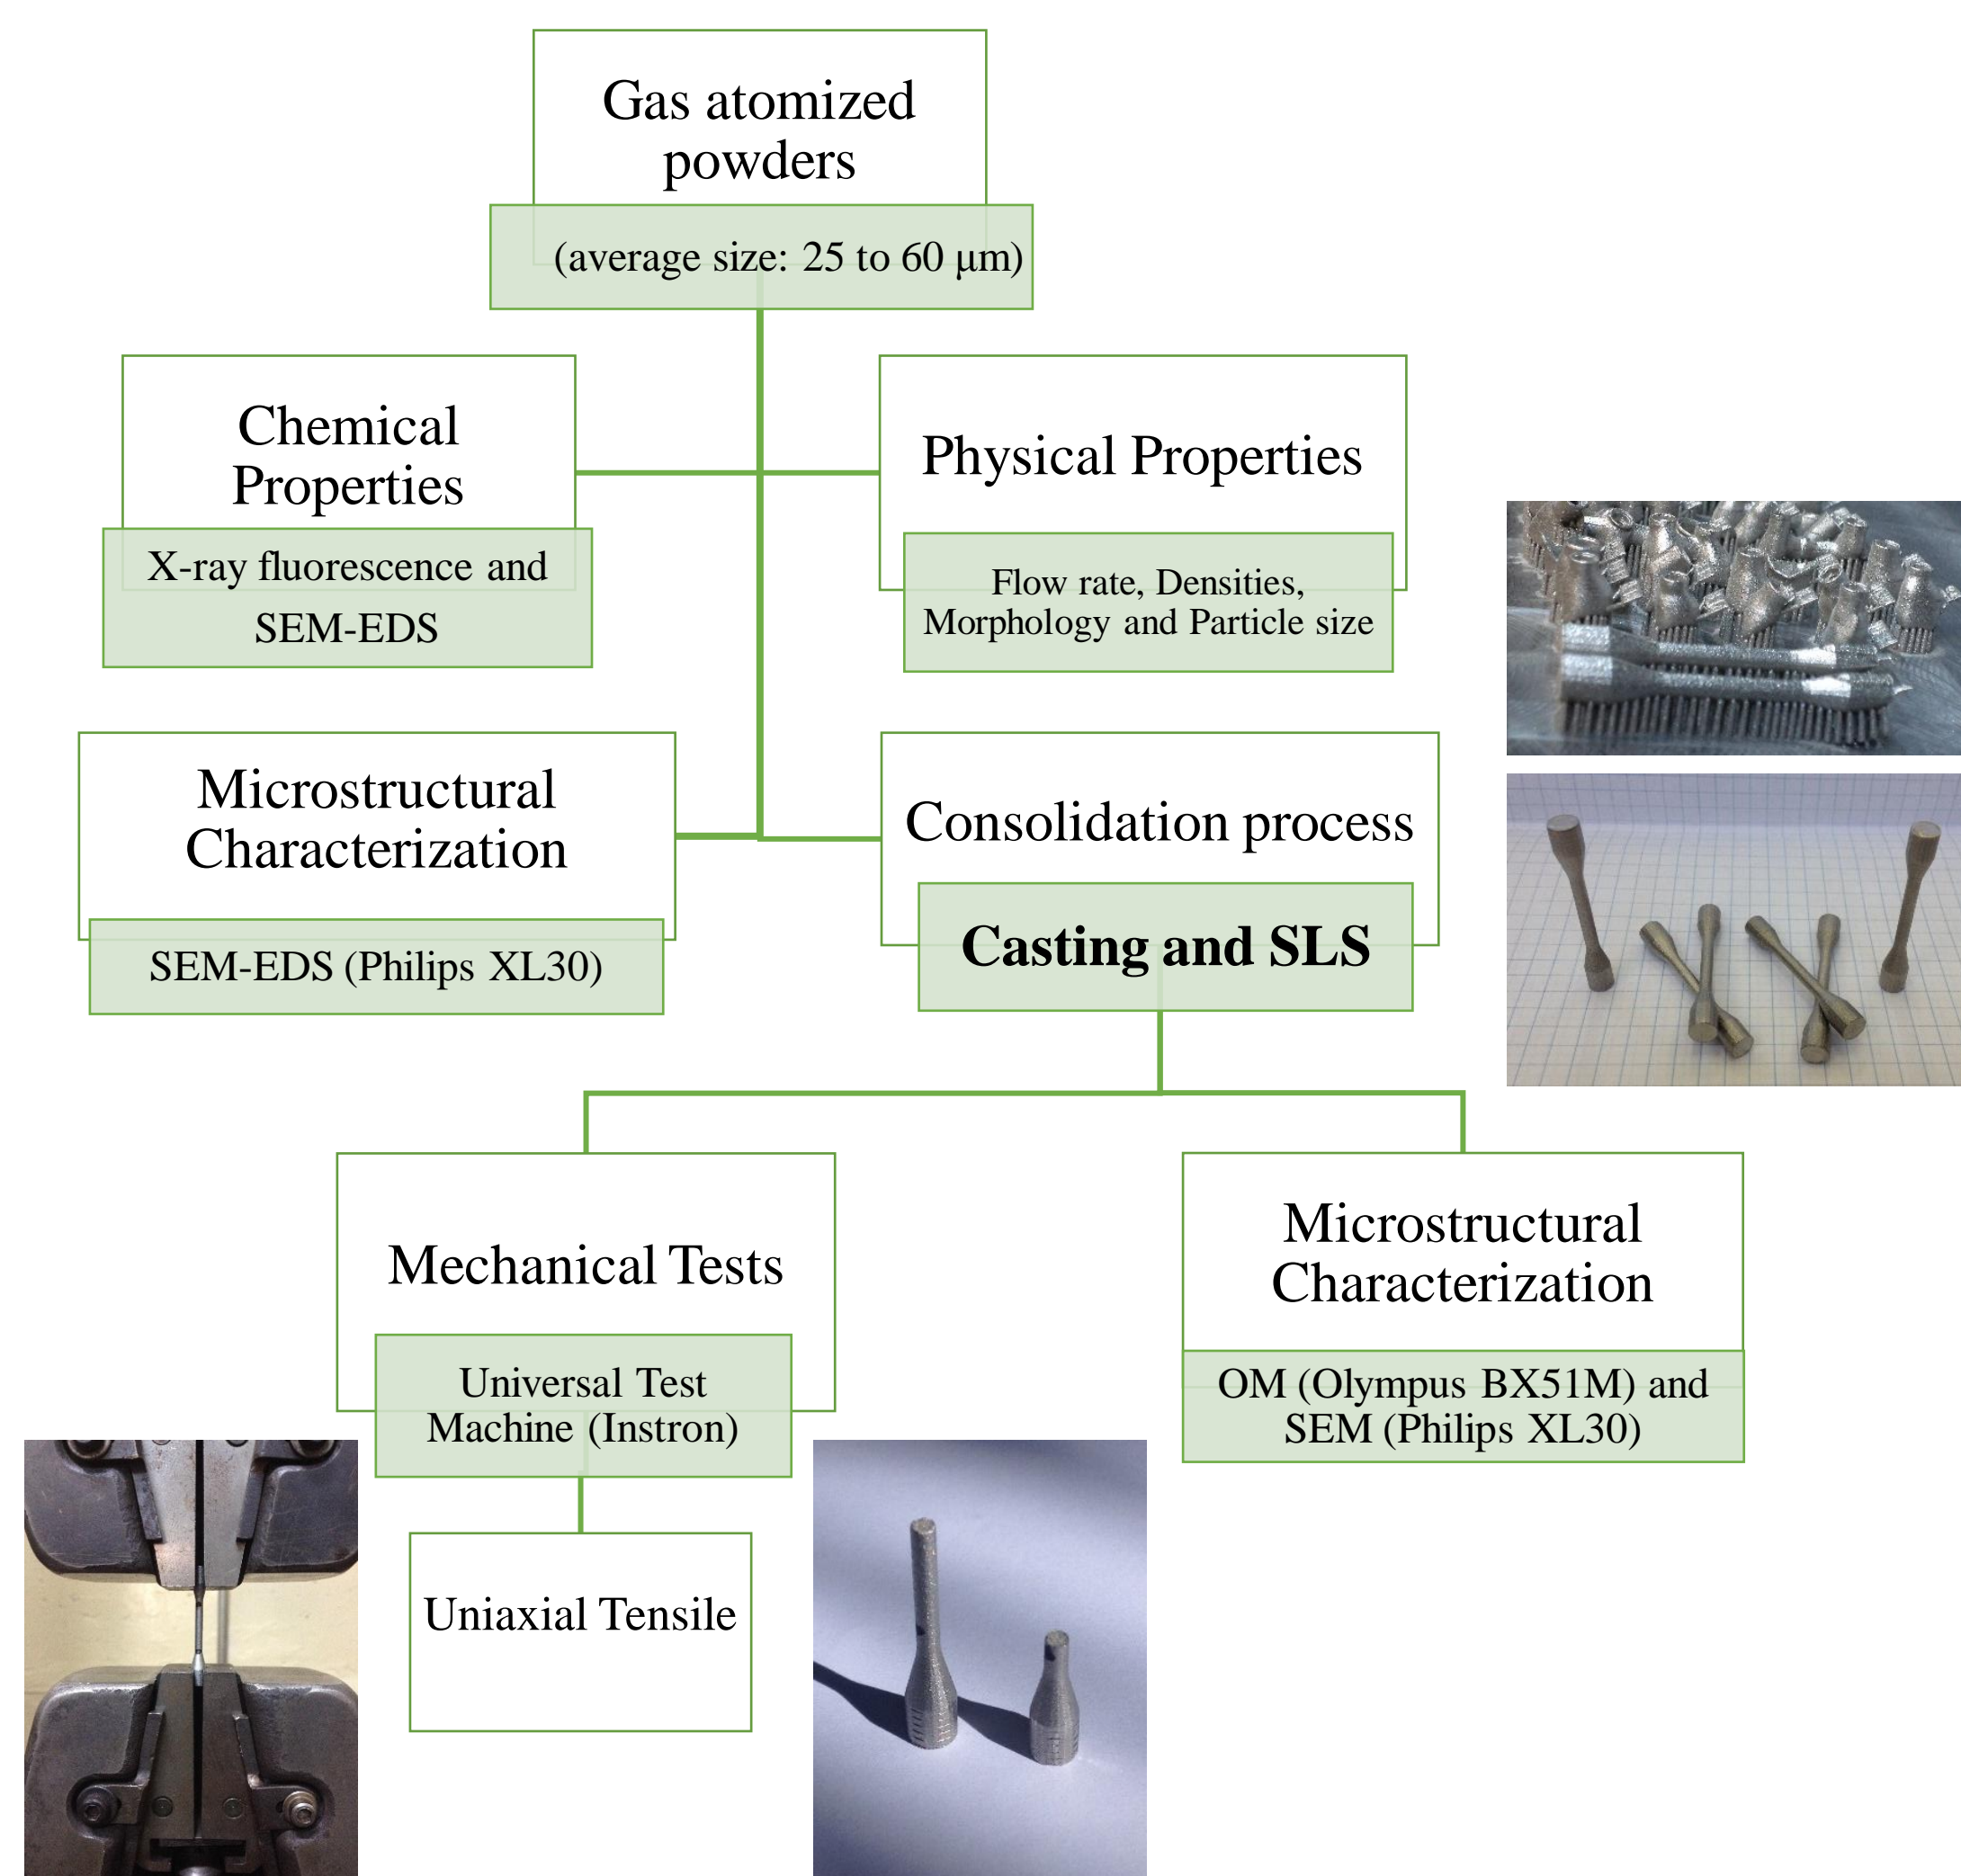 Gas atomized
powders
(average size: 25 to 60 µm)
Chemical
Properties
X-ray fluorescence and
SEM-EDS
Physical Properties
Flow rate, Densities,
Morphology and Particle size
Microstructural
Characterization
SEM-EDS (Philips XL30)
Consolidation process
Casting and SLS
Mechanical Tests
Universal Test
Machine (Instron)
Uniaxial Tensile
Microstructural
Characterization
OM (Olympus BX51M) and
SEM (Philips XL30)